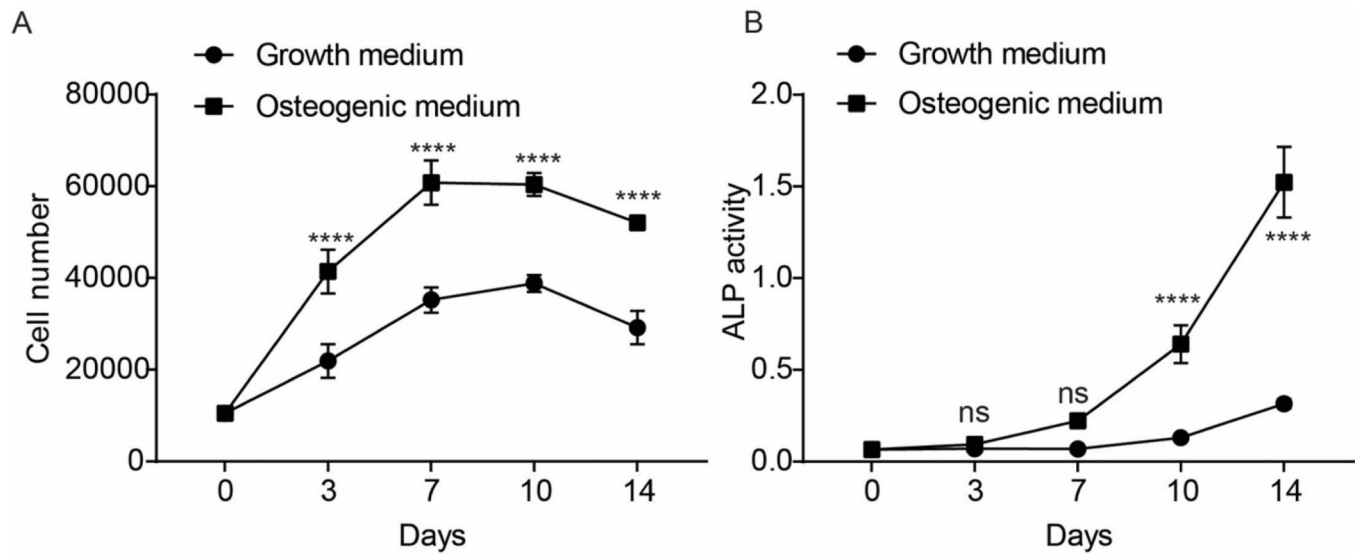 A
Growth medium
Osteogenic medium
80000
60000
40000
20000
0
Cell number
****
****
****
****
0 3 7 10 14
Days
B
Growth medium
Osteogenic medium
2.0
1.5
1.0
0.5
0.0
ALP activity
ns
ns
****
****
0 3 7 10 14
Days